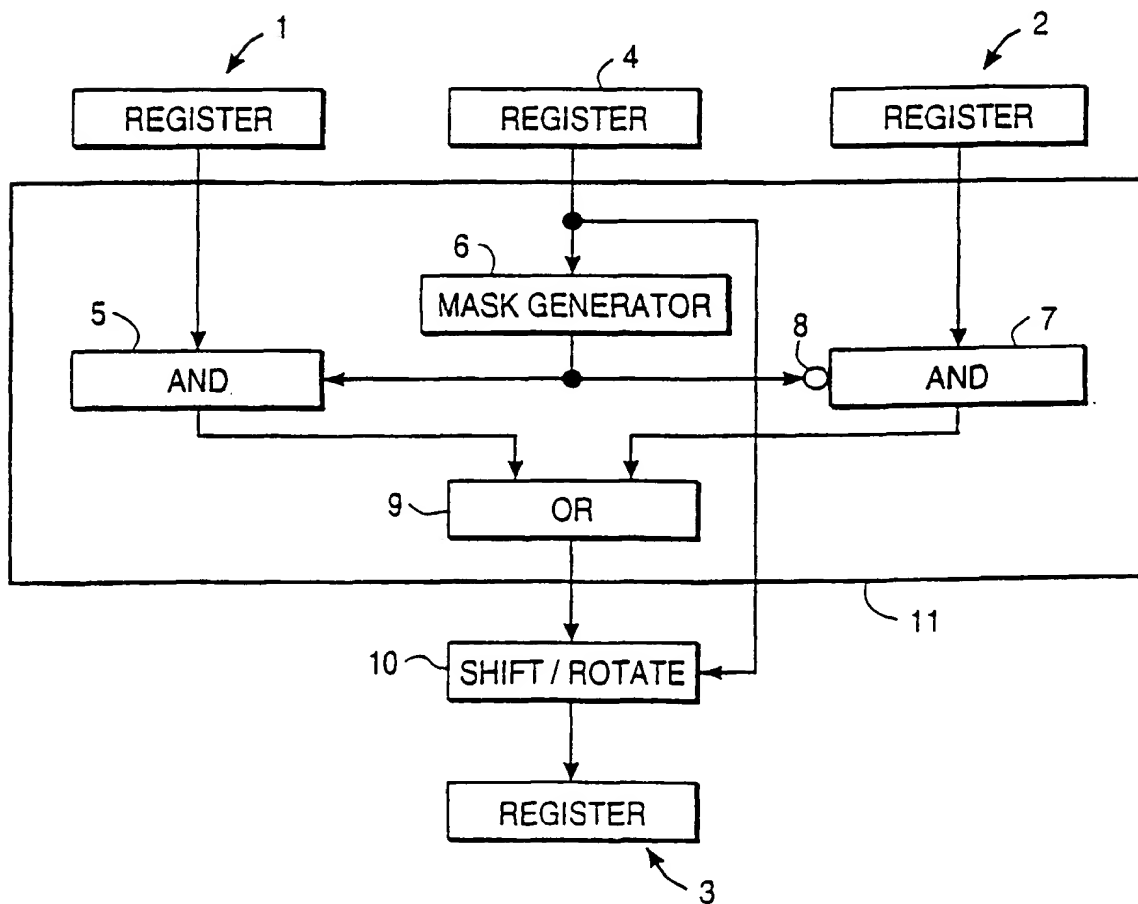 1
4
2
REGISTER
REGISTER
REGISTER
6
MASK GENERATOR
5
8
7
AND
AND
9
OR
11
10
SHIFT / ROTATE
REGISTER
3